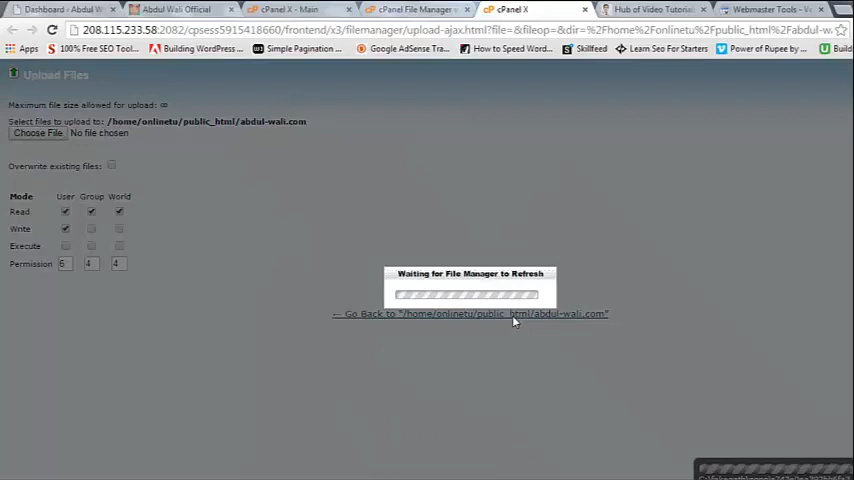 Dashboard ‹ Abdul W
Abdul Wali Official
cPanel X - Main
cPanel File Manager v
cPanel X
Hub of Video Tutorial
Webmaster Tools - Ve
208.115.233.58:2082/cpsess5915418660/frontend/x3/filemanager/upload-ajax.html?file=&fileop=&dir=%2Fhome%2Fonlinetu%2Fpublic_html%2Fabdul-wa
Apps
100% Free SEO Tool...
Building WordPress ...
Simple Pagination ...
Google AdSense Tra...
How to Speed Word...
Skillfeed
Learn Seo For Starters
Power of Rupee by ...
Build
Upload Files
Maximum file size allowed for upload: ∞
Select files to upload to: /home/onlinetu/public_html/abdul-wali.com
Choose File No file chosen
Overwrite existing files:
Mode User Group World
Read
Write
Execute
Permission 6 4 4
Waiting for File Manager to Refresh
← Go Back to "/home/onlinetu/public_html/abdul-wali.com"